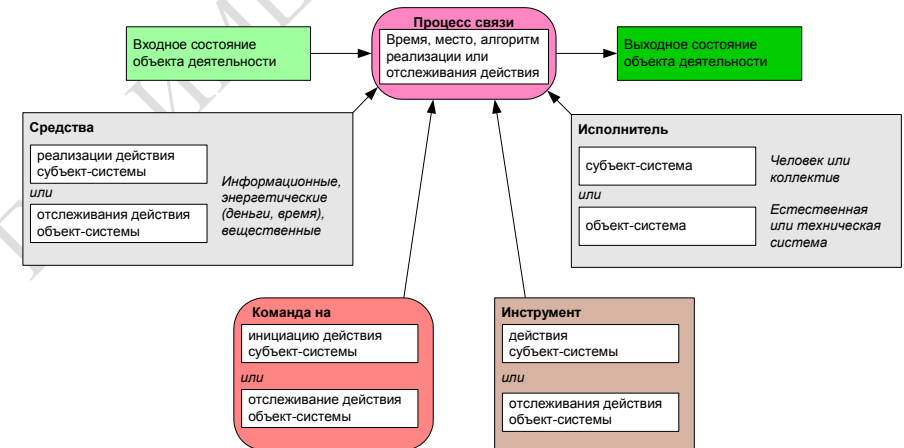 Процесс связи
Время, место, алгоритм
реализации или
отслеживания действия
Входное состояние
объекта деятельности
Выходное состояние
объекта деятельности
Средства
реализации действия
субъект-системы
или
отслеживания действия
объект-системы
Информационные,
энергетические
(деньги, время),
вещественные
Исполнитель
субъект-система
или
объект-система
Человек или
коллектив
Естественная
или техническая
система
Команда на
инициацию действия
субъект-системы
или
отслеживание действия
объект-системы
Инструмент
действия
субъект-системы
или
отслеживания действия
объект-системы